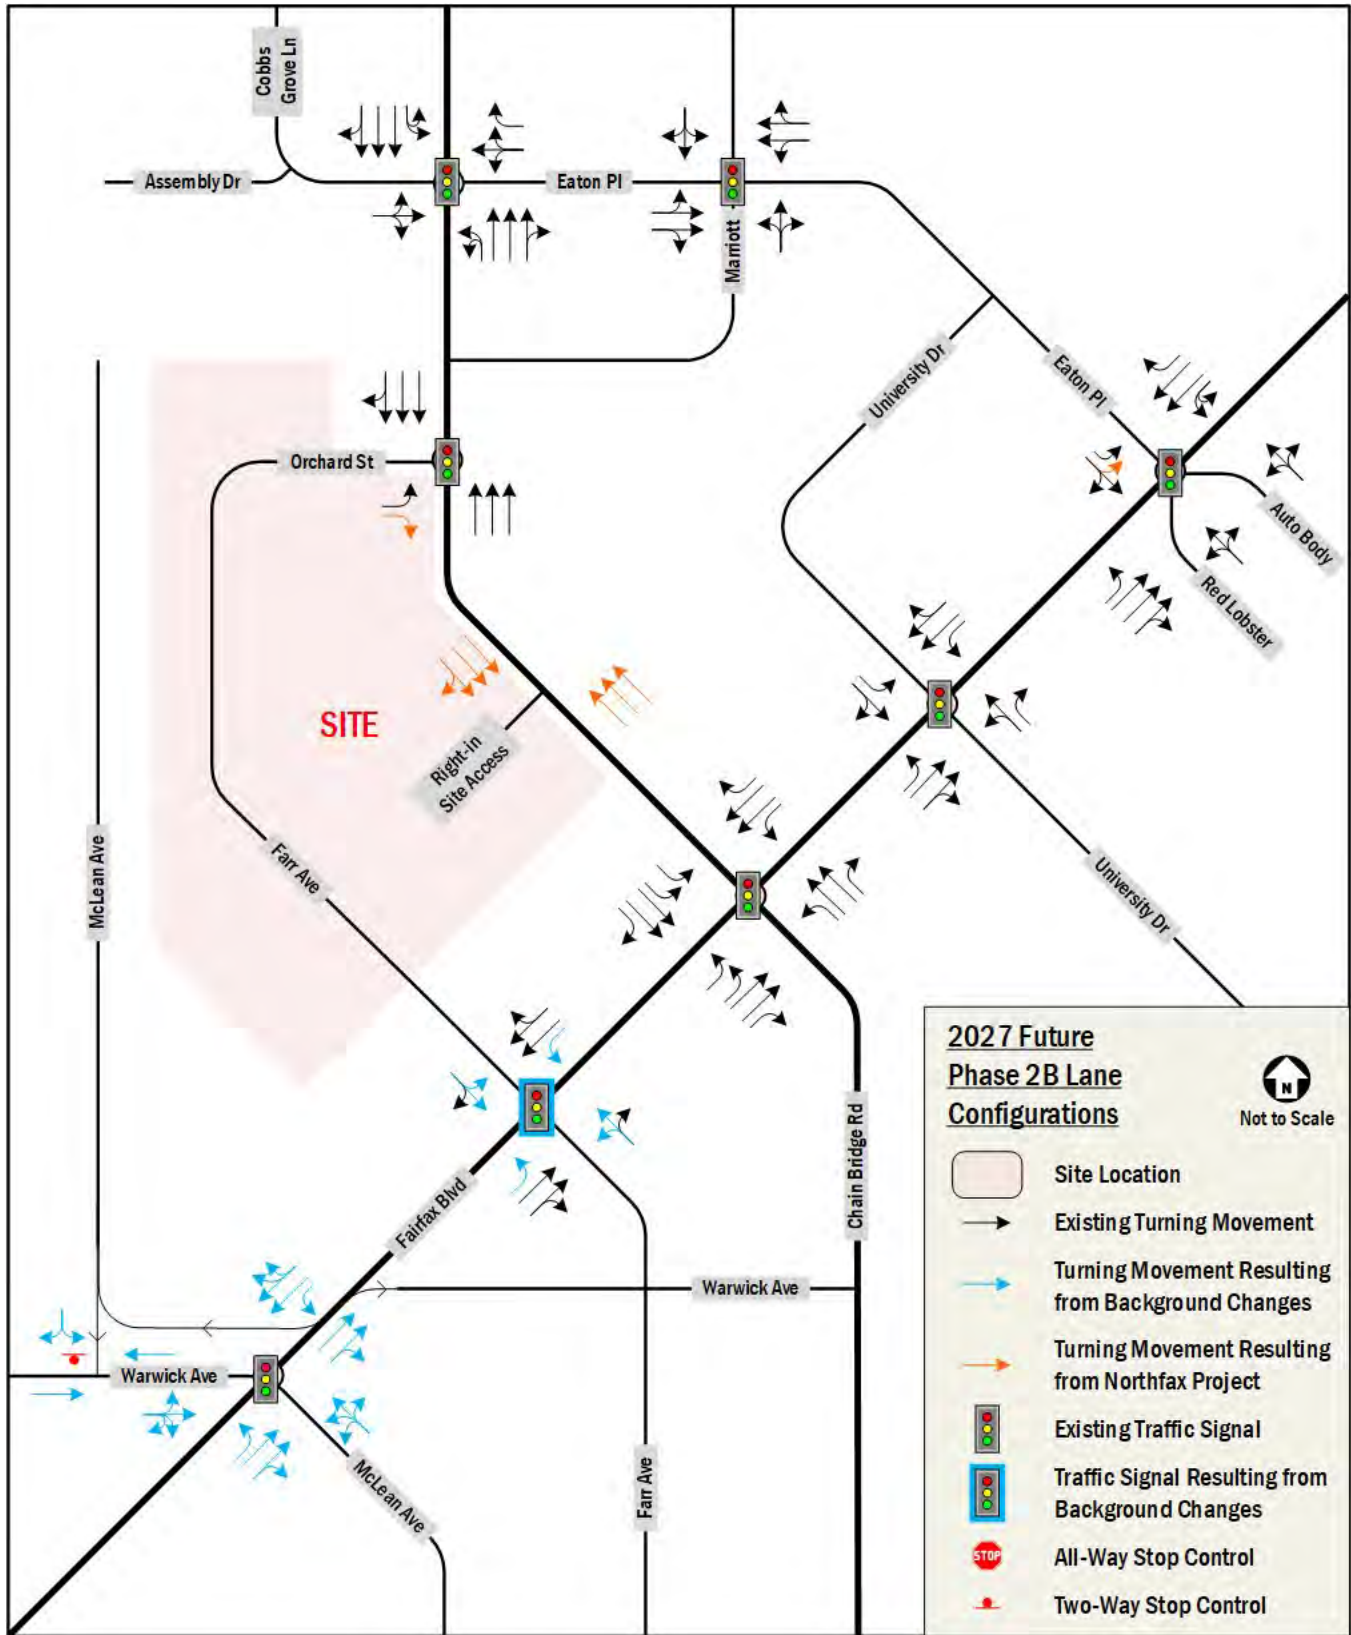 Cobbs
Grove Ln
Assembly Dr
Eaton Pl
Marriott
University Dr
Eaton Pl
Orchard St
Auto Body
Red Lobster
SITE
Right-in
Site Access
McLean Ave
Farr Ave
University Dr
Fairfax Blvd
Chain Bridge Rd
Warwick Ave
Warwick Ave
McLean Ave
Farr Ave
2027 Future
Phase 2B Lane
Configurations
N
Not to Scale
Site Location
Existing Turning Movement
Turning Movement Resulting
from Background Changes
Turning Movement Resulting
from Northfax Project
Existing Traffic Signal
Traffic Signal Resulting from
Background Changes
STOP
All-Way Stop Control
Two-Way Stop Control